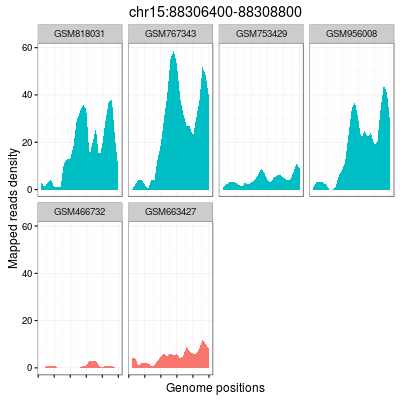 chr15:88306400-88308800
GSM818031 GSM767343 GSM753429 GSM956008
60
40
20
0
GSM466732 GSM663427
60
40
20
0
Mapped reads density
Genome positions